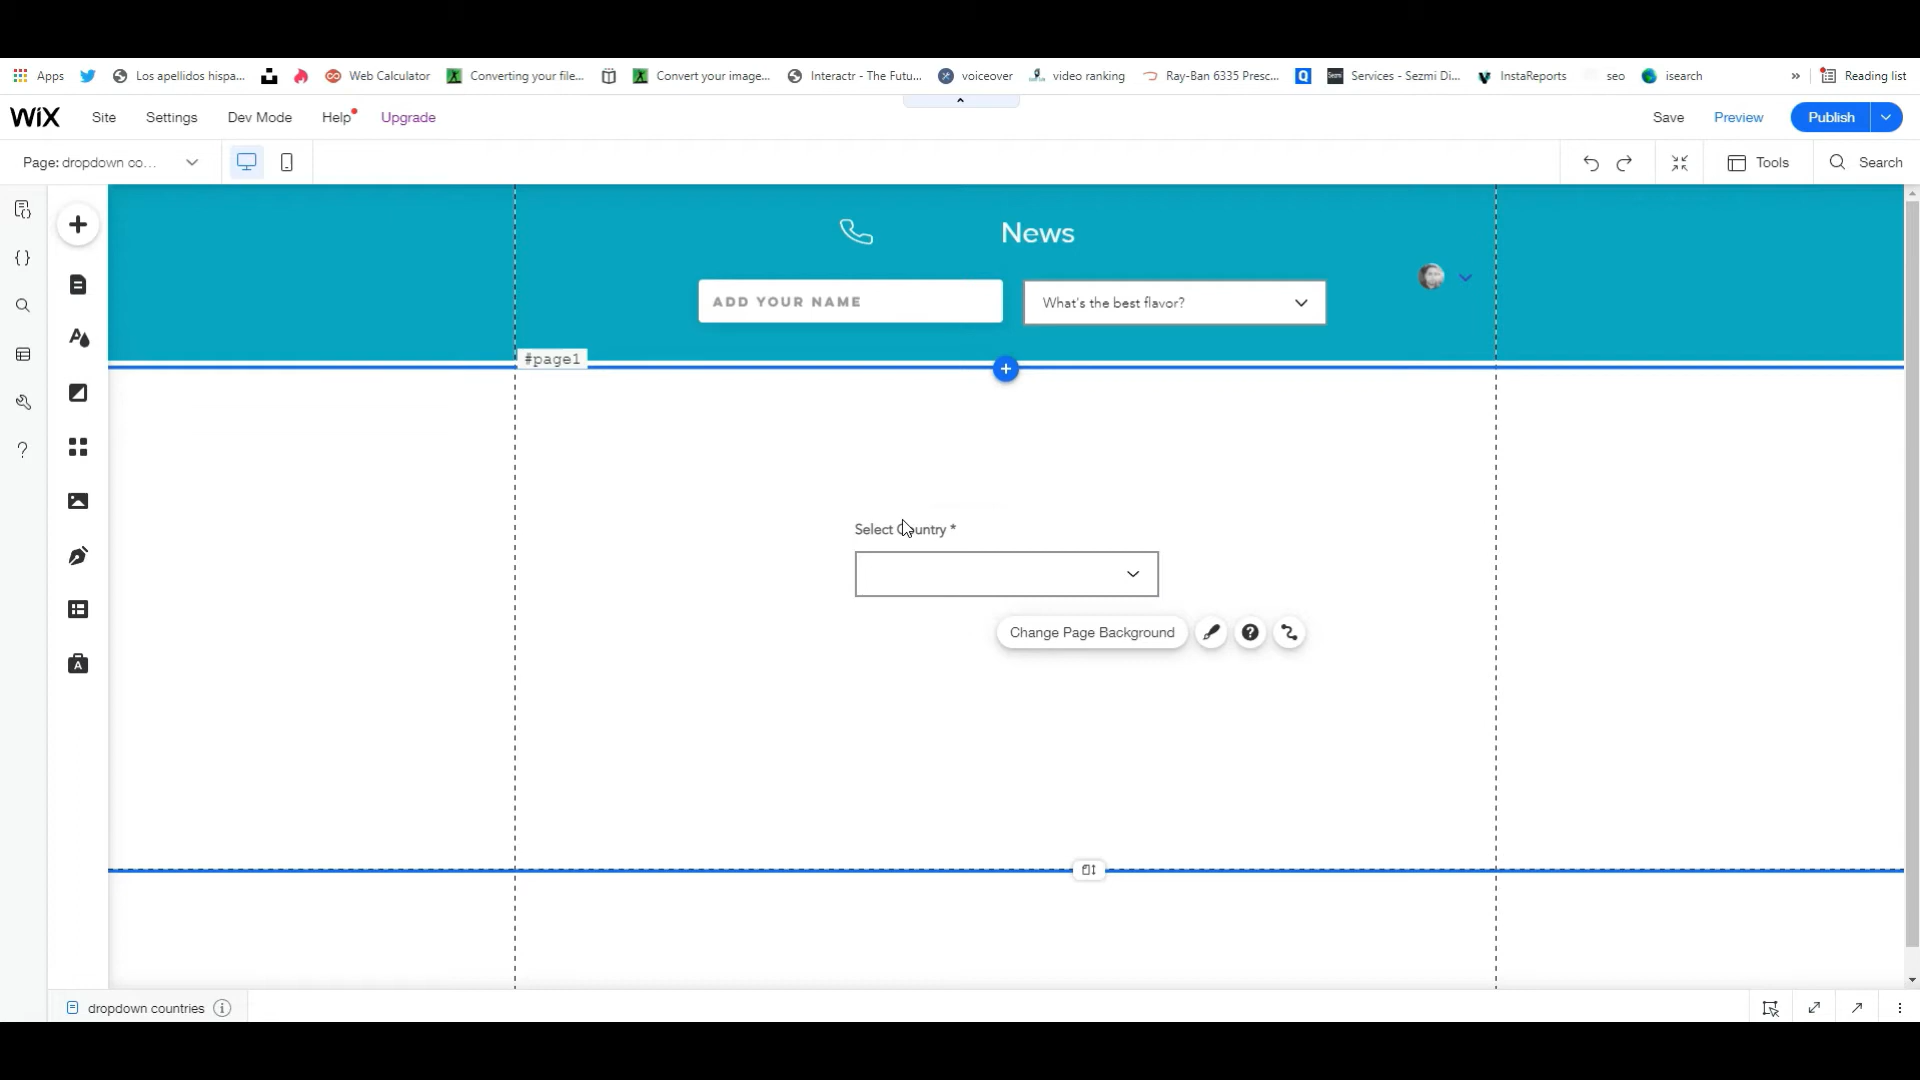 Apps Los apellidos hispa... Web Calculator Converting your file... Convert your image... Interactr - The Futu... voiceover video ranking Ray-Ban 6335 Presc... Services - Sezmi Di... InstaReports seo isearch » Reading list
WiX Site Settings Dev Mode Help Upgrade Save Preview Publish
Page: dropdown co... Tools Search
News
ADD YOUR NAME What's the best flavor?
#page1
Select Country *
Change Page Background
dropdown countries